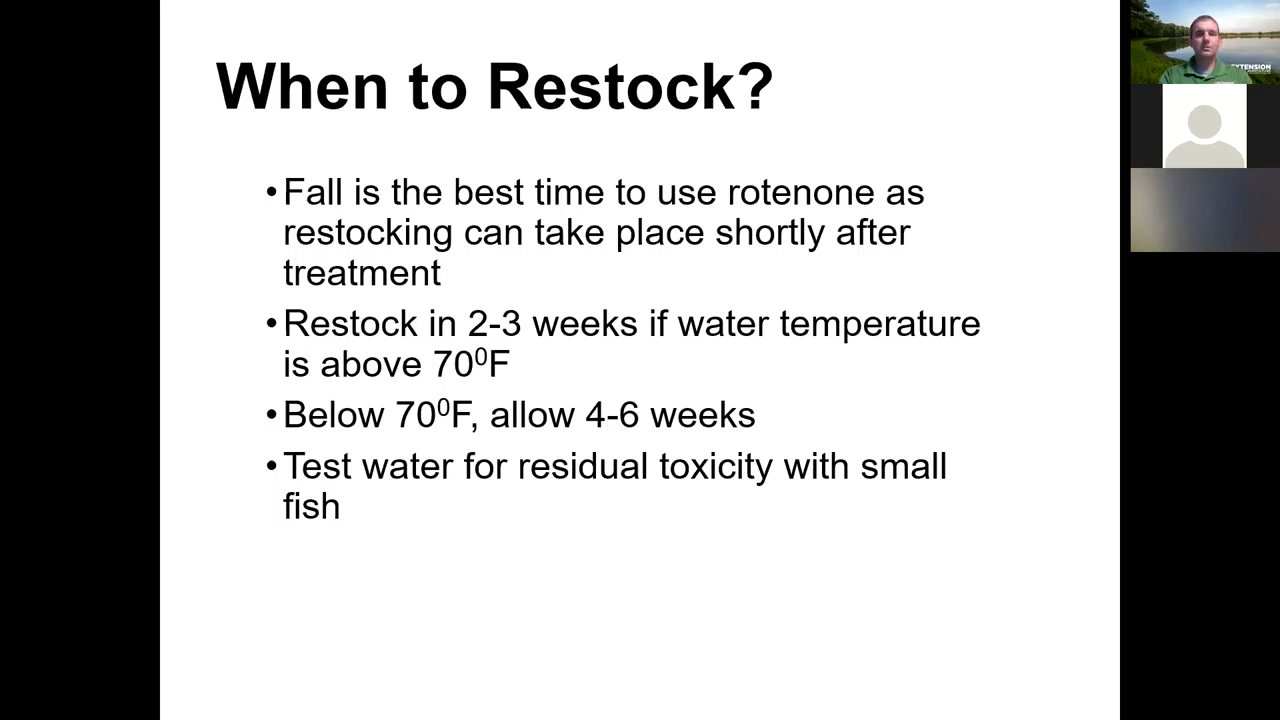 When to Restock?
• Fall is the best time to use rotenone as
restocking can take place shortly after
treatment
• Restock in 2-3 weeks if water temperature
is above 70⁰F
• Below 70⁰F, allow 4-6 weeks
• Test water for residual toxicity with small
fish
EXTENSION